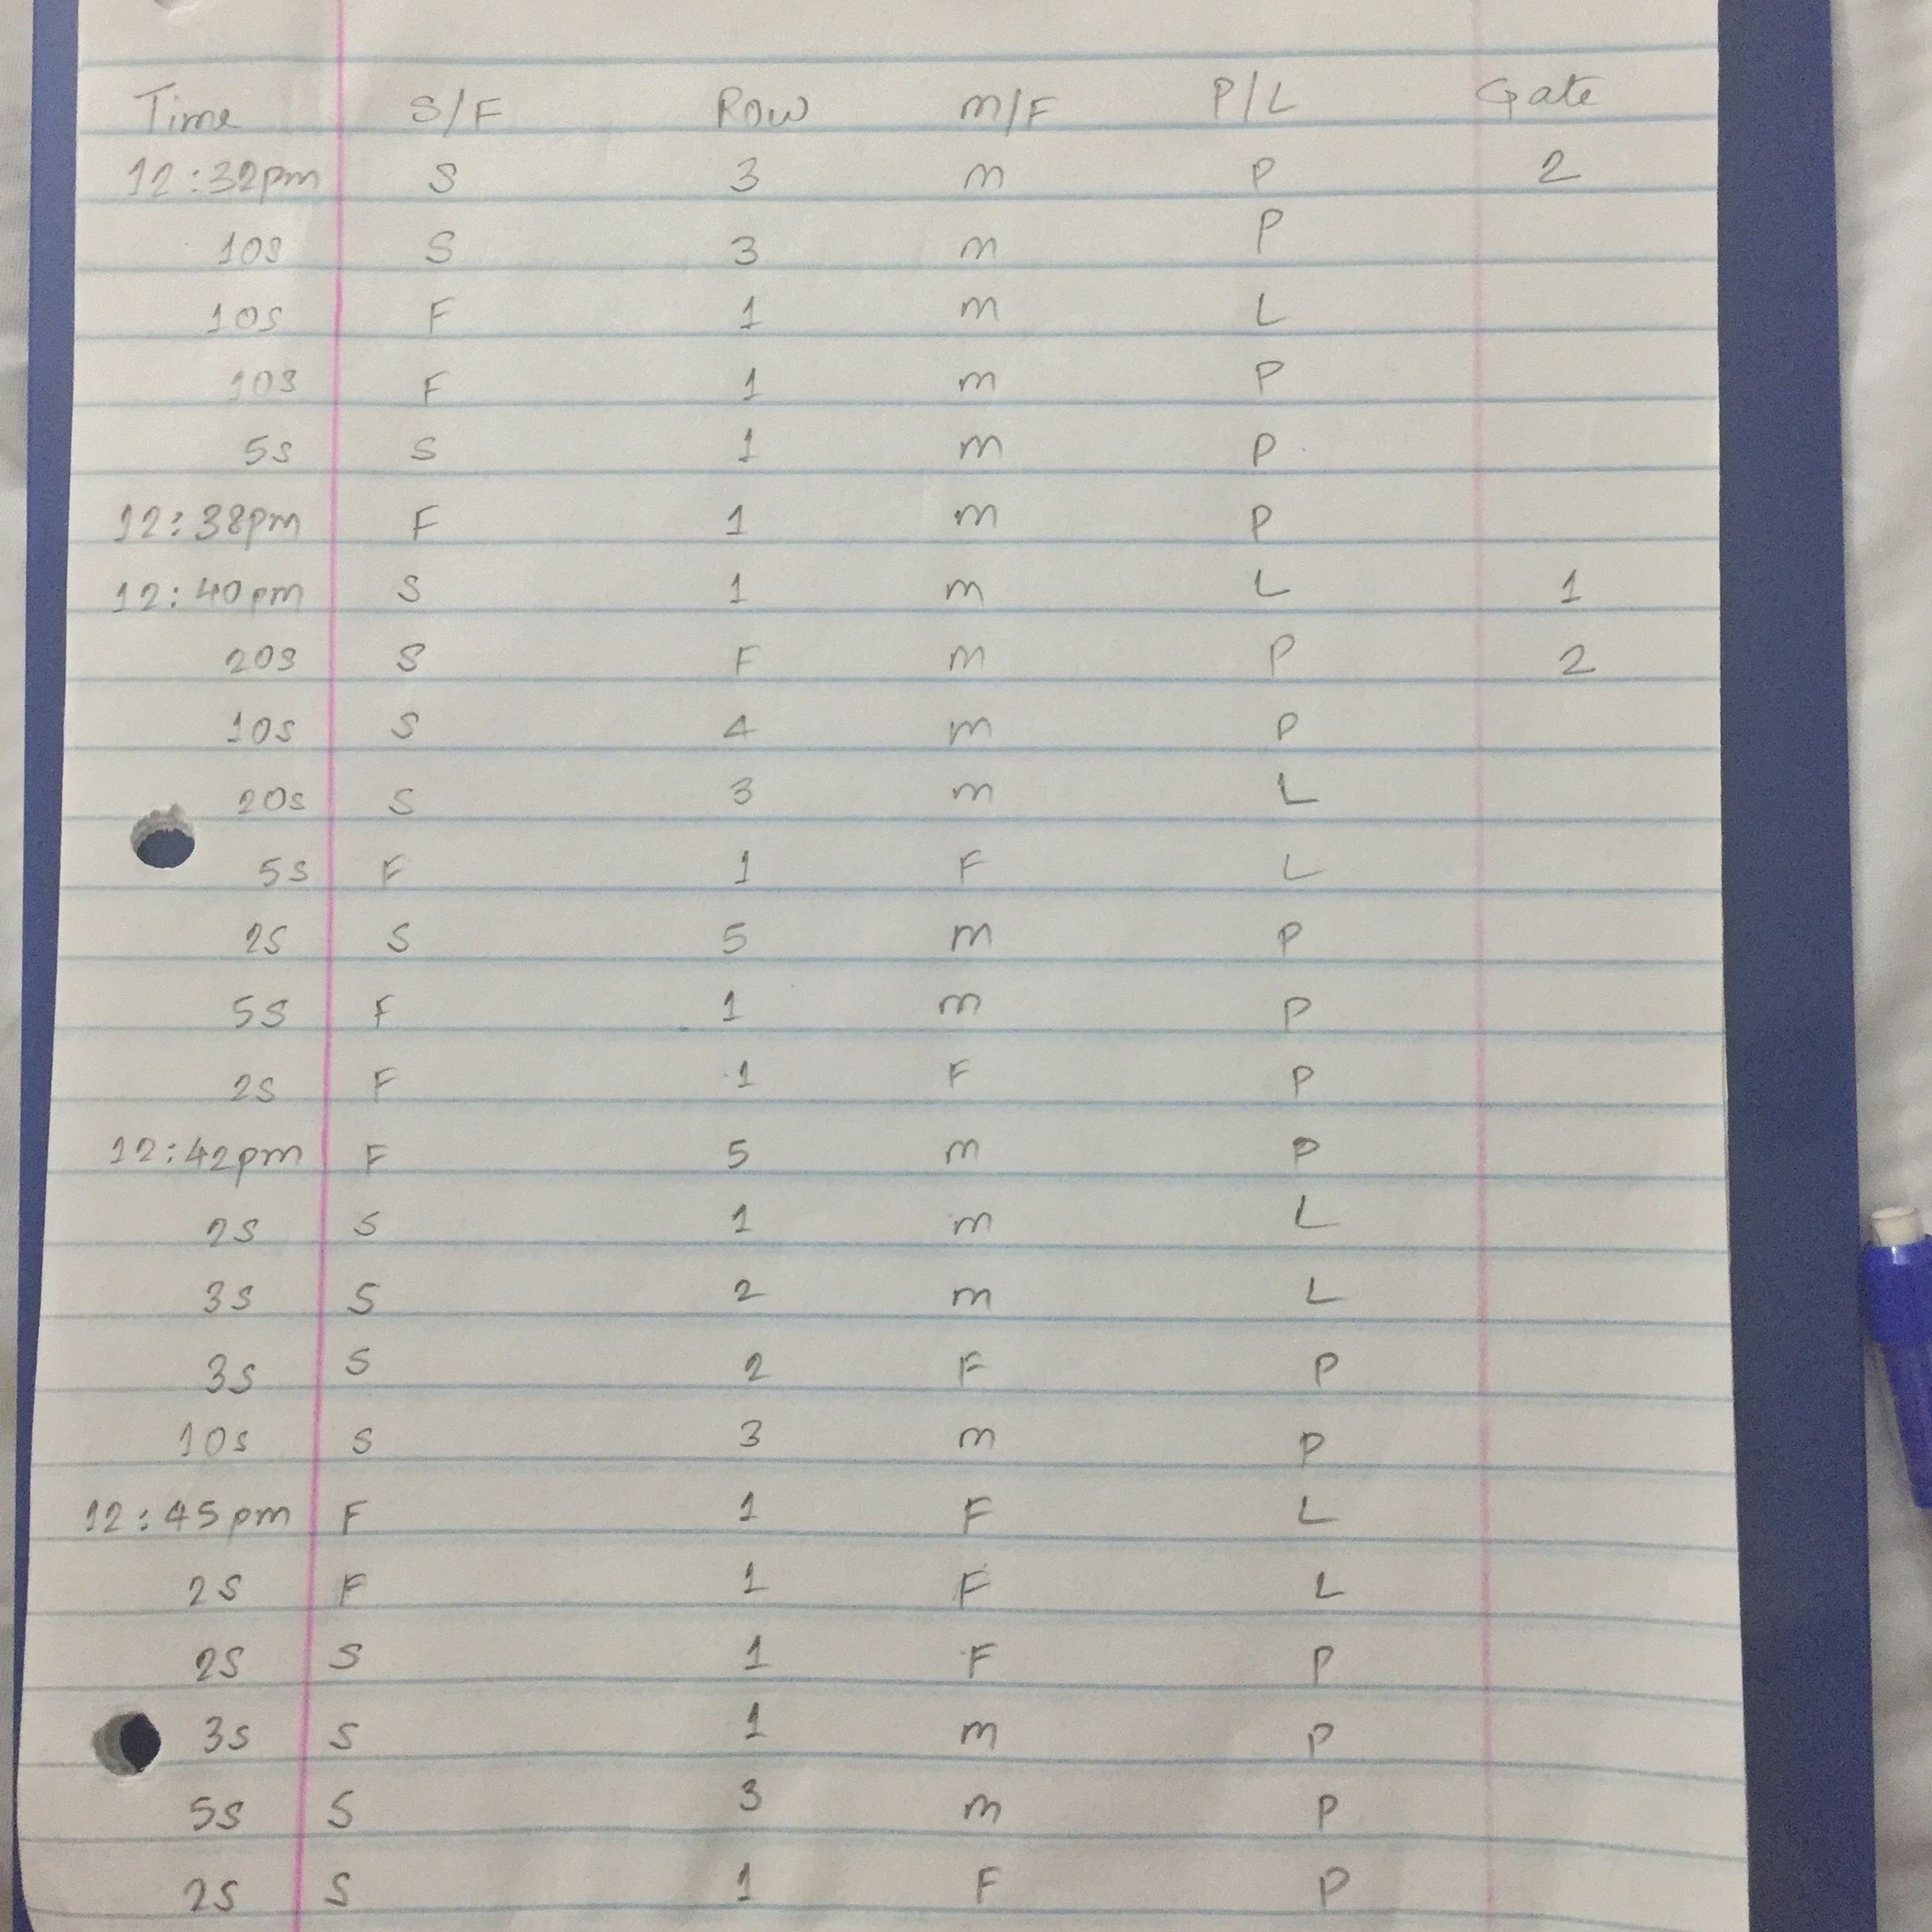 Time S/F Row M/F P/L Gate
12:32pm S 3 m P 2
10s S 3 m P
10s F 1 m L
10s F 1 m P
5s S 1 m P
12:38pm F 1 m P
12:40pm S 1 m L 1
20s S F m P 2
10s S 4 m P
20s S 3 m L
5s F 1 F L
2s S 5 m P
5s F 1 m P
2s F 1 F P
12:42pm F 5 m P
2s S 1 m L
3s S 2 m L
3s S 2 F P
10s S 3 m P
12:45pm F 1 F L
2s F 1 F L
2s S 1 F P
3s S 1 m P
5s S 3 m P
2s S 1 F P